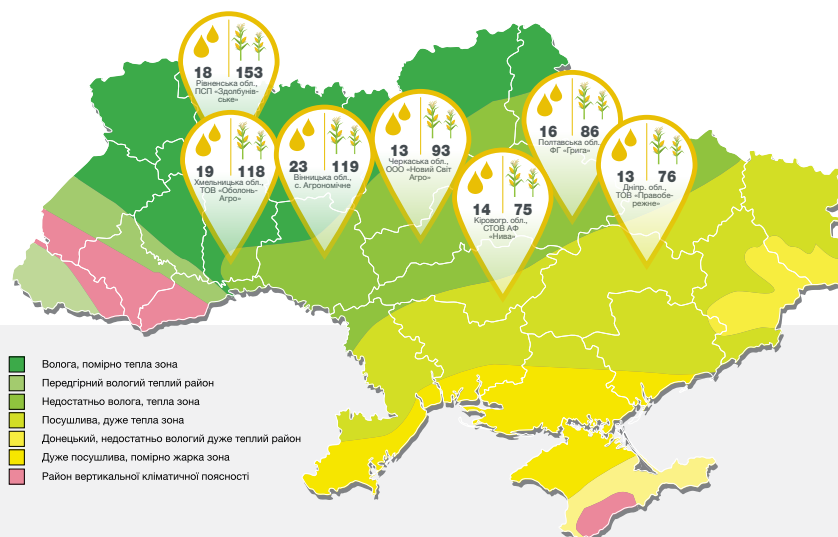 18 153
Рівненська обл.,
ПСП «Здолбунів-
ське»
19 118
Хмельницька обл.,
ТОВ «Оболонь-
Агро»
23 119
Вінницька обл.,
с. Агрономічне
13 93
Черкаська обл.,
ООО «Новий Світ
Агро»
14 75
Кіровогр. обл.,
СТОВ АФ
«Нива»
16 86
Полтавська обл.
ФГ «Грига»
13 76
Дніпр. обл.,
ТОВ «Правобе-
режне»
Волога, помірно тепла зона
Передгірний вологий теплий район
Недостатньо волога, тепла зона
Посушлива, дуже тепла зона
Донецький, недостатньо вологий дуже теплий район
Дуже посушлива, помірно жарка зона
Район вертикальної кліматичної поясності